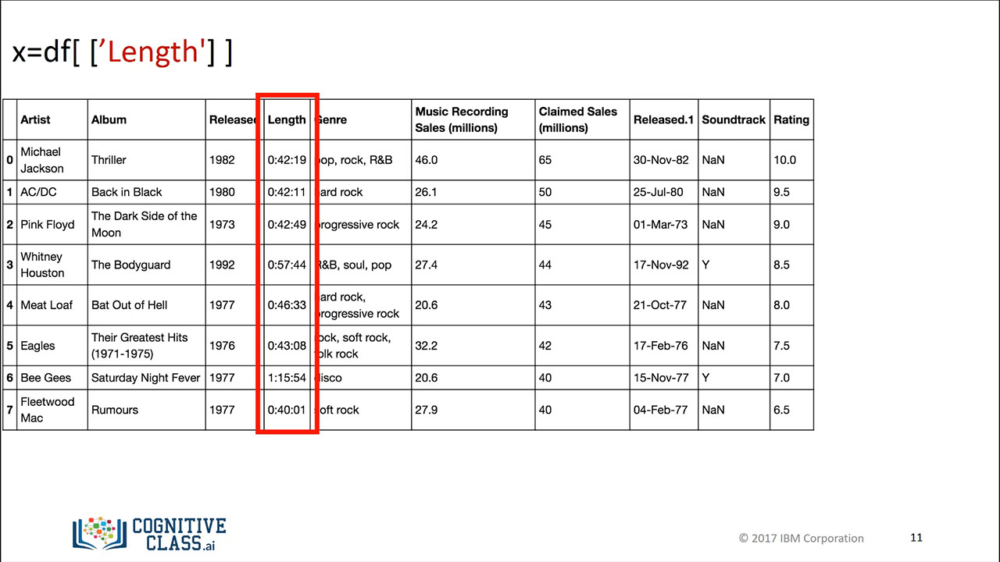 x=df[ [’Length'] ]
Artist Album Released Length Genre Music Recording Sales (millions) Claimed Sales (millions) Released.1 Soundtrack Rating
0 Michael Jackson Thriller 1982 0:42:19 pop, rock, R&B 46.0 65 30-Nov-82 NaN 10.0
1 AC/DC Back in Black 1980 0:42:11 hard rock 26.1 50 25-Jul-80 NaN 9.5
2 Pink Floyd The Dark Side of the Moon 1973 0:42:49 progressive rock 24.2 45 01-Mar-73 NaN 9.0
3 Whitney Houston The Bodyguard 1992 0:57:44 R&B, soul, pop 27.4 44 17-Nov-92 Y 8.5
4 Meat Loaf Bat Out of Hell 1977 0:46:33 hard rock, progressive rock 20.6 43 21-Oct-77 NaN 8.0
5 Eagles Their Greatest Hits (1971-1975) 1976 0:43:08 rock, soft rock, folk rock 32.2 42 17-Feb-76 NaN 7.5
6 Bee Gees Saturday Night Fever 1977 1:15:54 disco 20.6 40 15-Nov-77 Y 7.0
7 Fleetwood Mac Rumours 1977 0:40:01 soft rock 27.9 40 04-Feb-77 NaN 6.5
COGNITIVE
CLASS.ai
© 2017 IBM Corporation
11